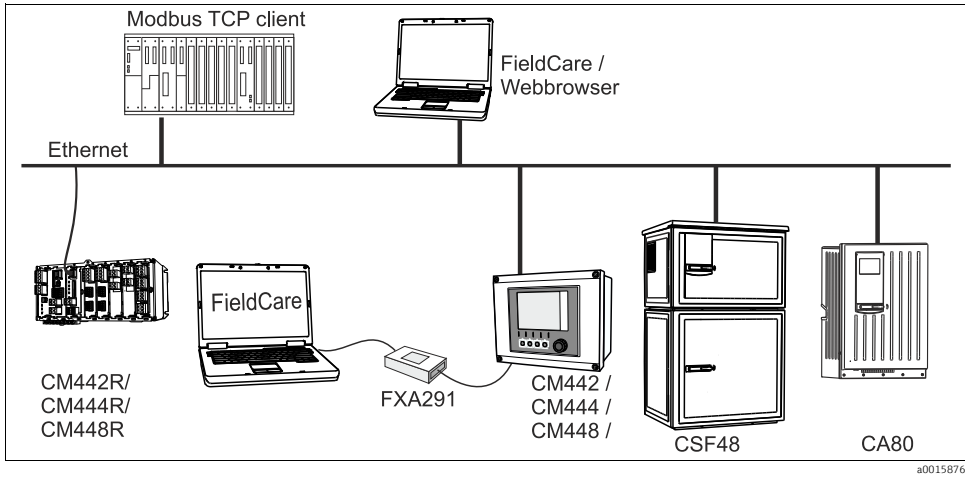 Modbus TCP client
FieldCare /
Webbrowser
Ethernet
FieldCare
CM442R/
CM444R/
CM448R
FXA291
CM442 /
CM444 /
CM448 /
CSF48
CA80
a0015876